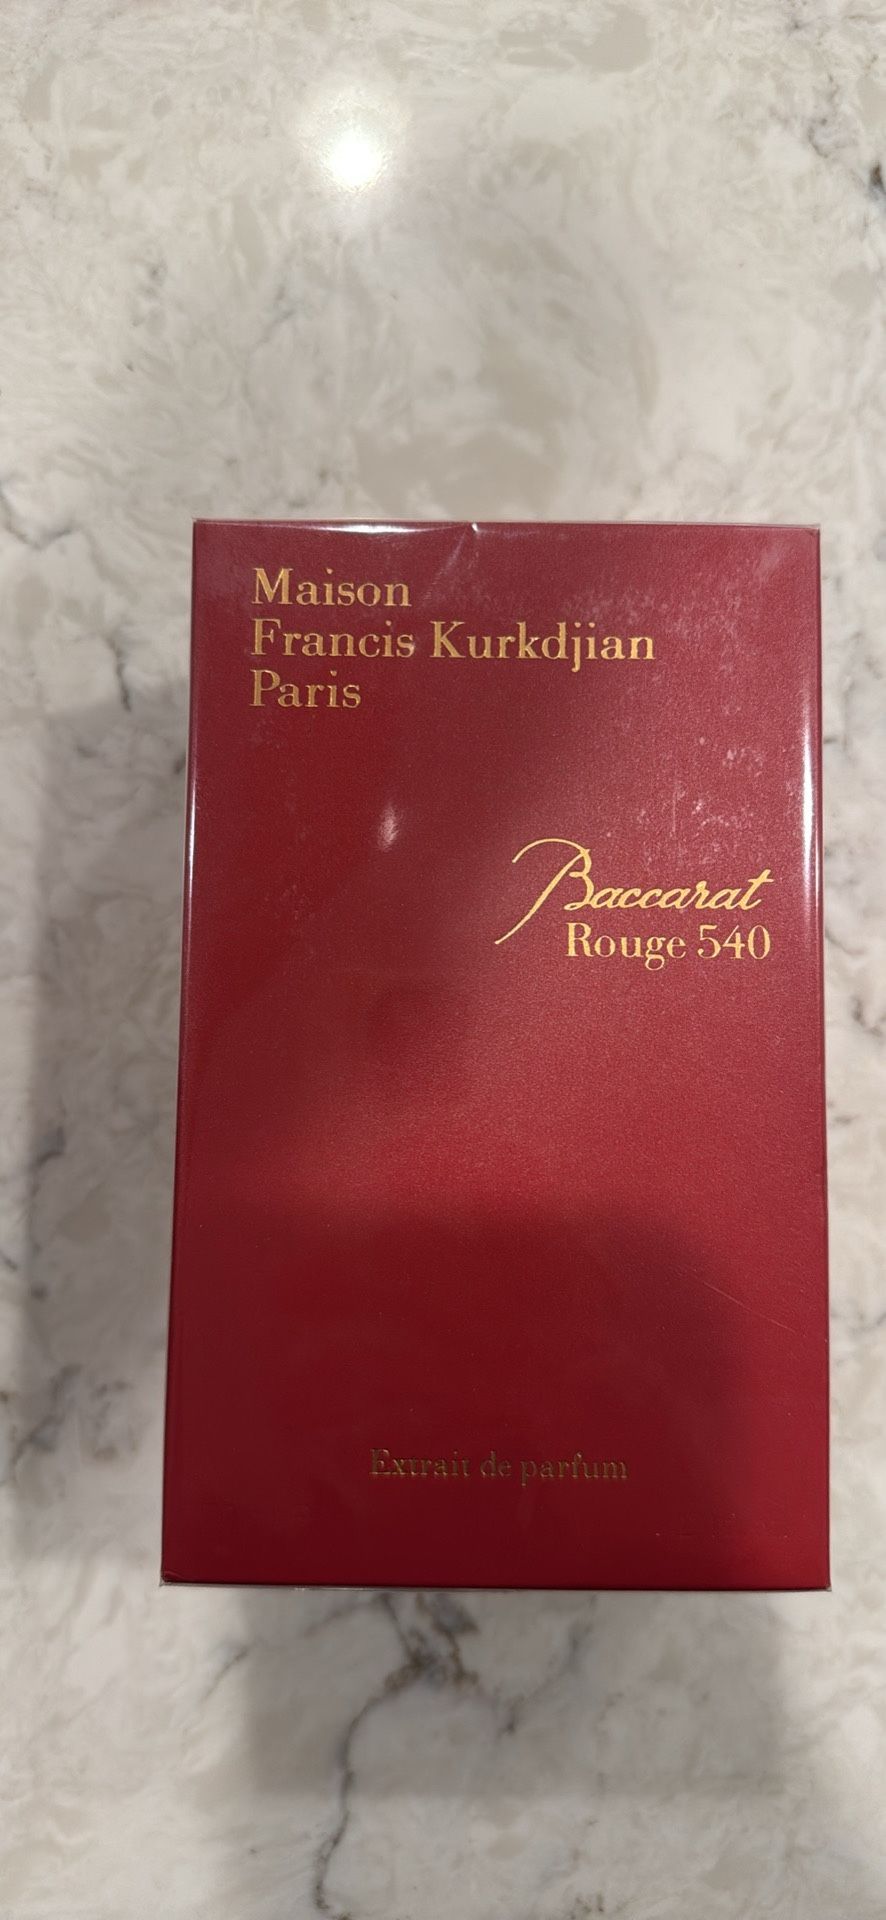 Maison
Francis Kurkdjian
Paris
Baccarat
Rouge 540
Extrait de parfum